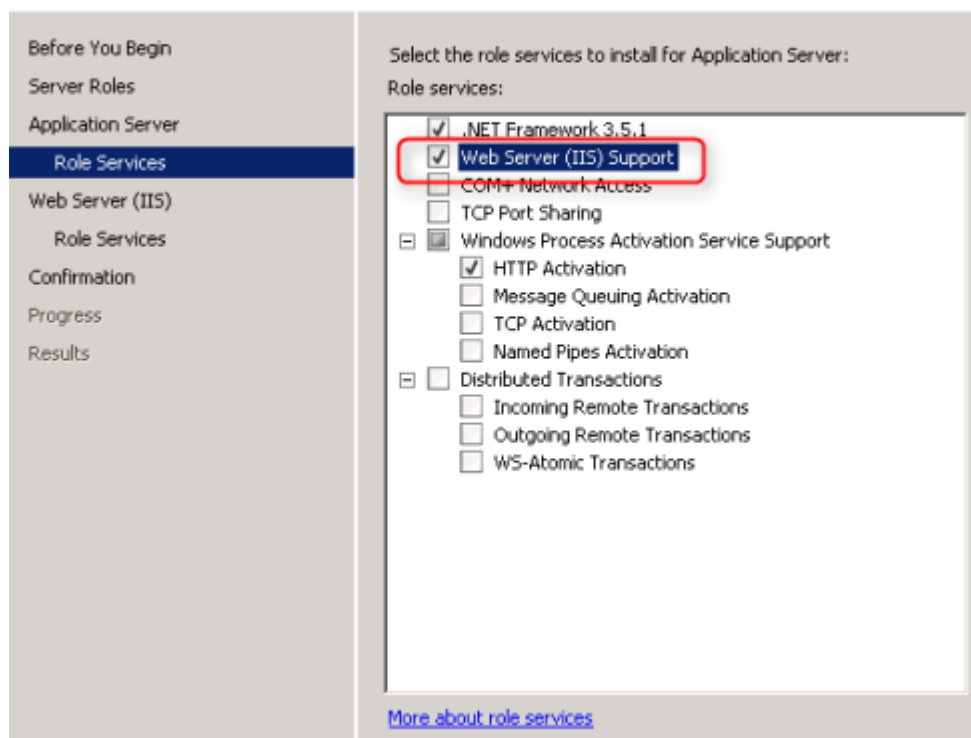 Before You Begin
Server Roles
Application Server
Role Services
Web Server (IIS)
Role Services
Confirmation
Progress
Results
Select the role services to install for Application Server:
Role services:
.NET Framework 3.5.1
Web Server (IIS) Support
COM+ Network Access
TCP Port Sharing
Windows Process Activation Service Support
HTTP Activation
Message Queuing Activation
TCP Activation
Named Pipes Activation
Distributed Transactions
Incoming Remote Transactions
Outgoing Remote Transactions
WS-Atomic Transactions
More about role services